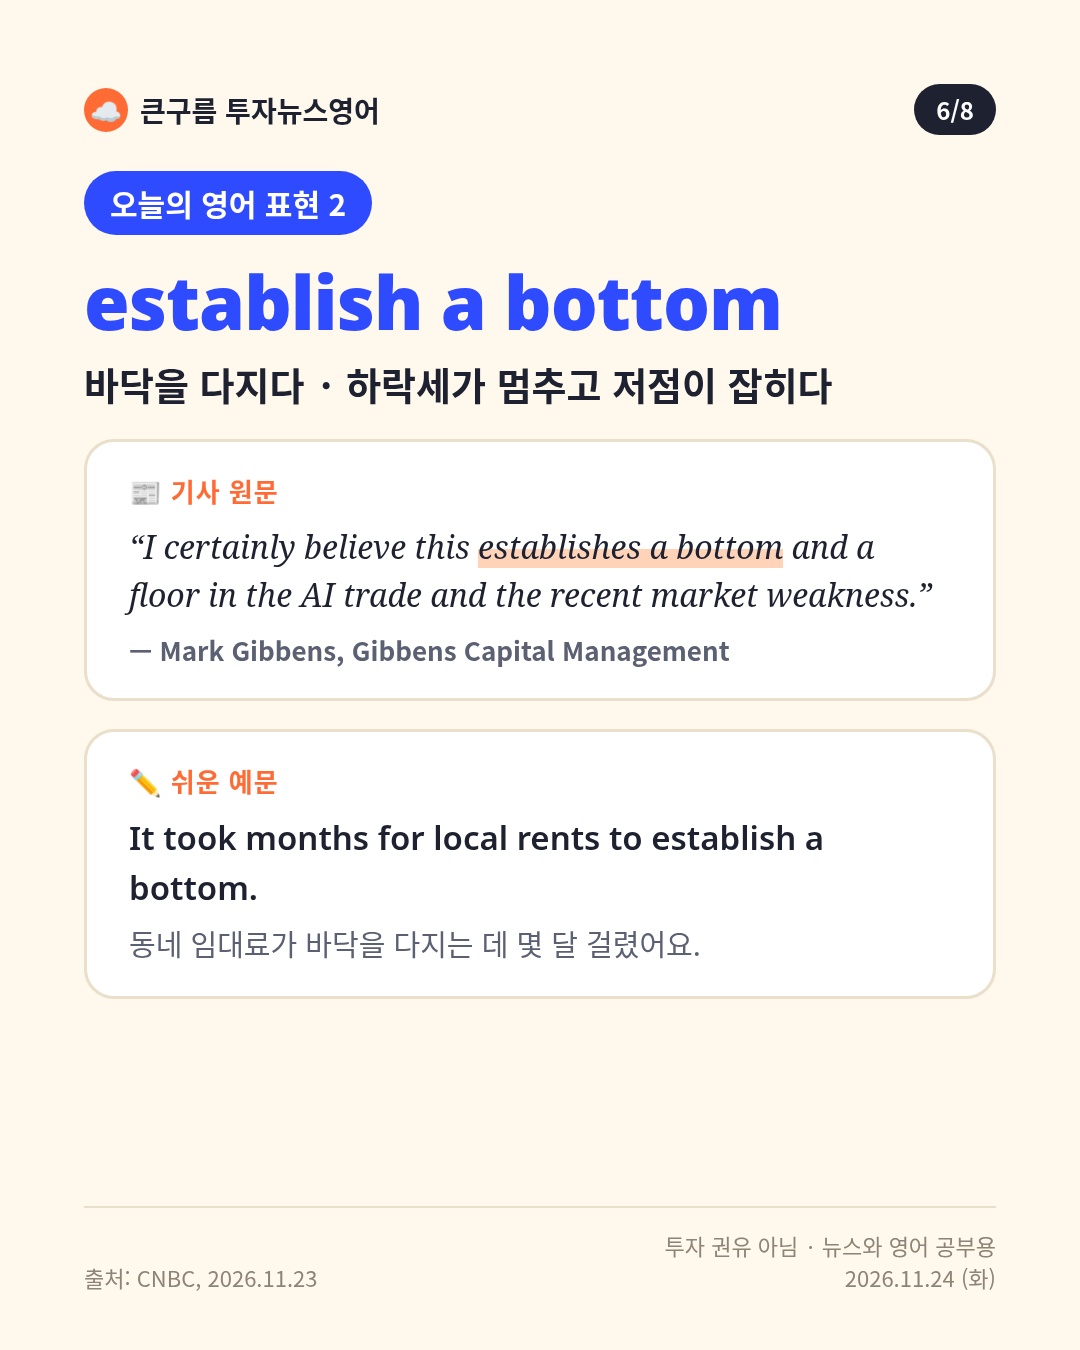 큰구름 투자뉴스영어
6/8
오늘의 영어 표현 2
establish a bottom
바닥을 다지다 · 하락세가 멈추고 저점이 잡히다
📰 기사 원문
“I certainly believe this establishes a bottom and a
floor in the AI trade and the recent market weakness.”
— Mark Gibbens, Gibbens Capital Management
✏️ 쉬운 예문
It took months for local rents to establish a
bottom.
동네 임대료가 바닥을 다지는 데 몇 달 걸렸어요.
출처: CNBC, 2026.11.23
투자 권유 아님 · 뉴스와 영어 공부용
2026.11.24 (화)